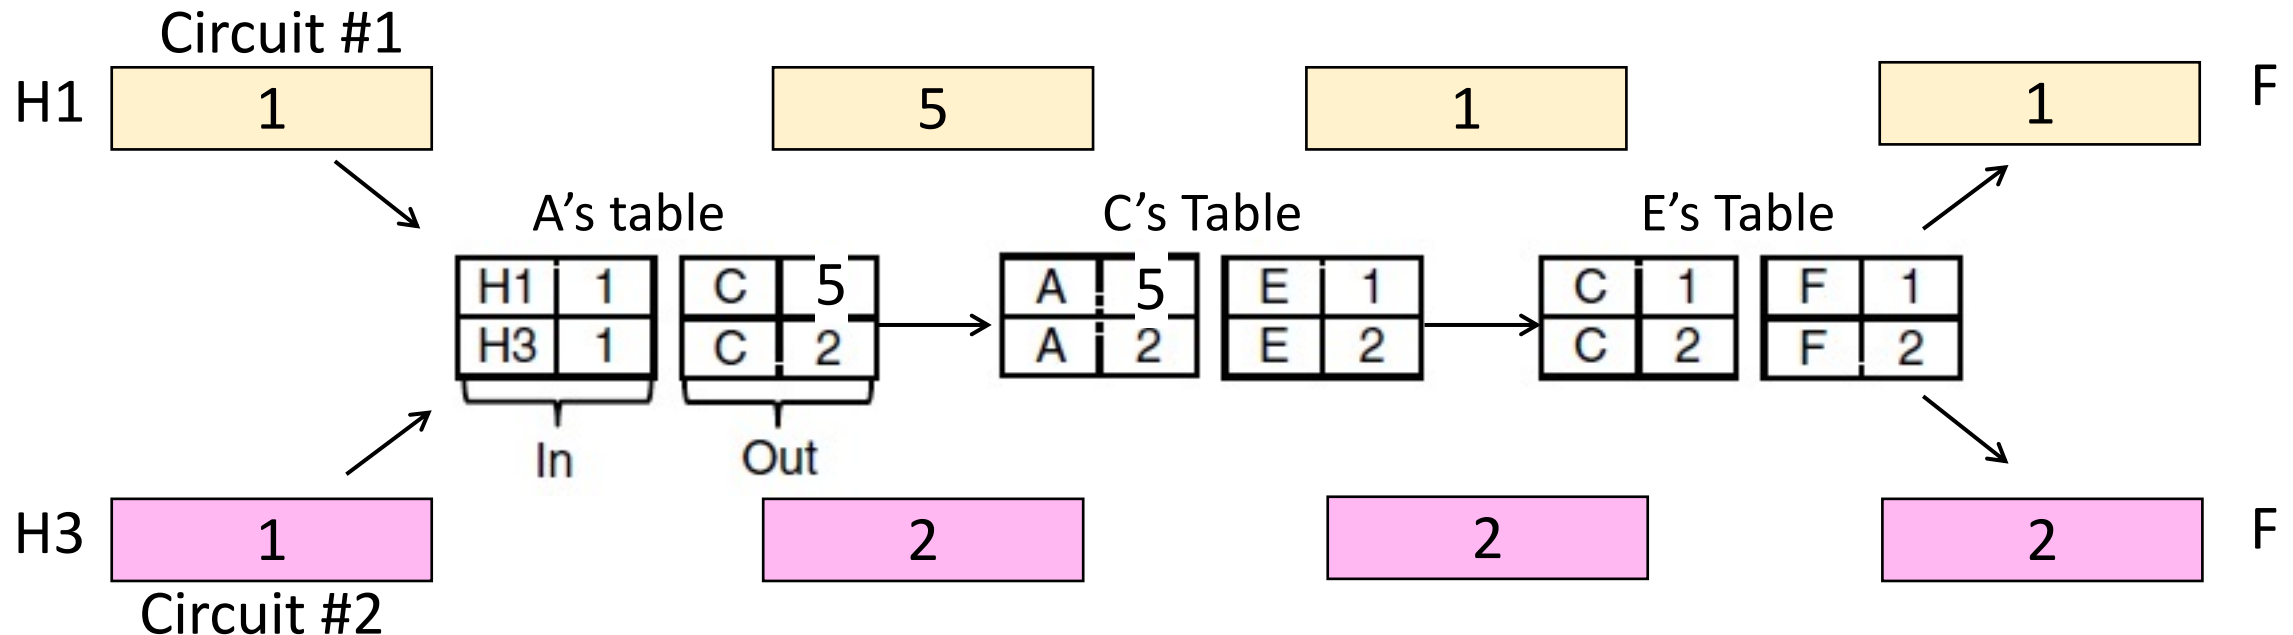 Circuit #1
H1 1 5 1 1 F
A's table C's Table E's Table
H1 1 C 5 A 5 E 1 C 1 F 1
H3 1 C 2 A 2 E 2 C 2 F 2
In Out
H3 1 2 2 2 F
Circuit #2